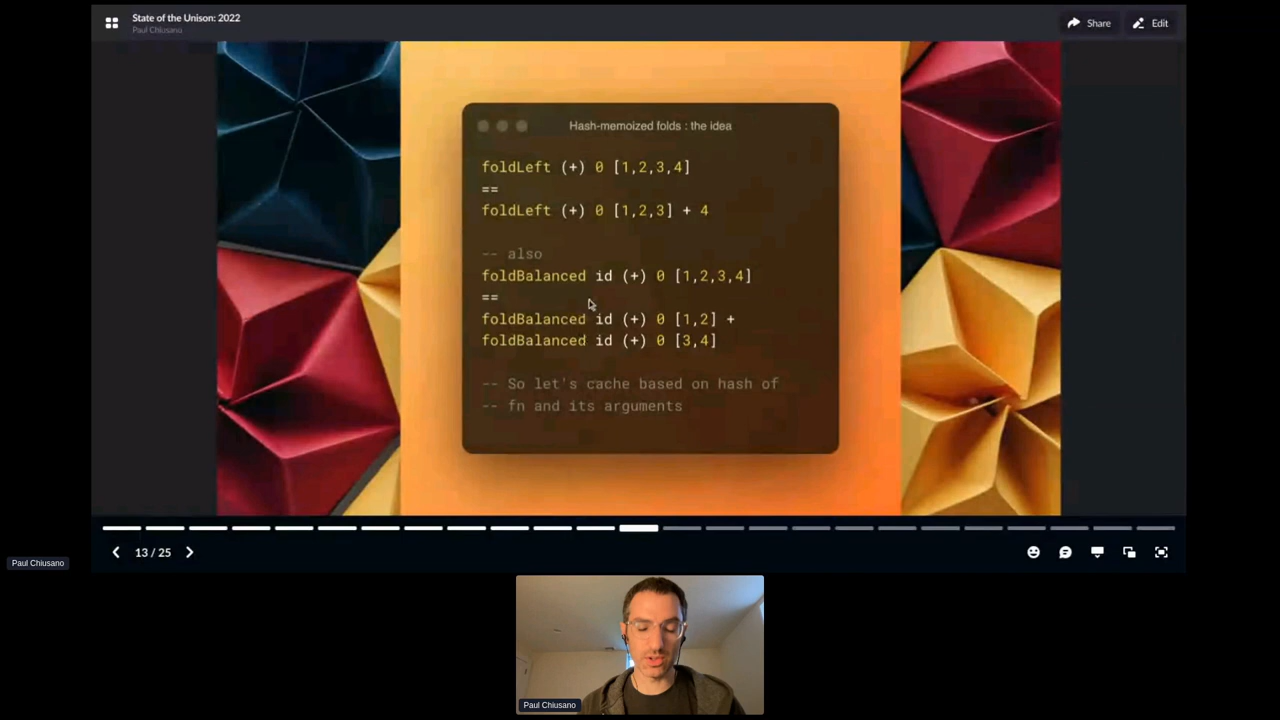 State of the Unison: 2022
Paul Chiusano
Share
Edit
Hash-memoized folds : the idea
foldLeft (+) 0 [1,2,3,4]
==
foldLeft (+) 0 [1,2,3] + 4
-- also
foldBalanced id (+) 0 [1,2,3,4]
==
foldBalanced id (+) 0 [1,2] +
foldBalanced id (+) 0 [3,4]
-- So let's cache based on hash of
-- fn and its arguments
13 / 25
Paul Chiusano
Paul Chiusano